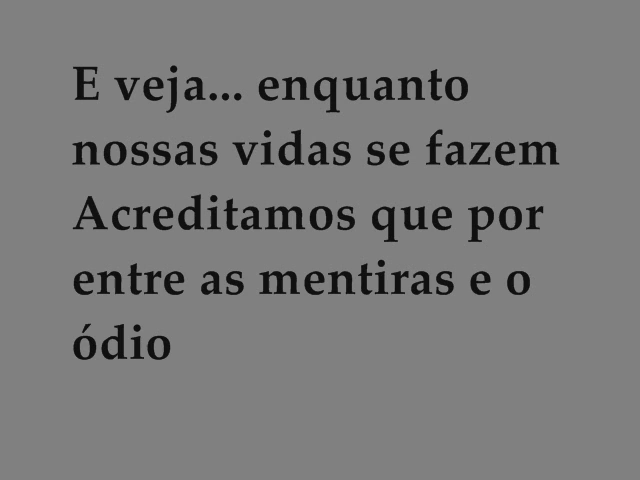 E veja... enquanto
nossas vidas se fazem
Acreditamos que por
entre as mentiras e o
ódio